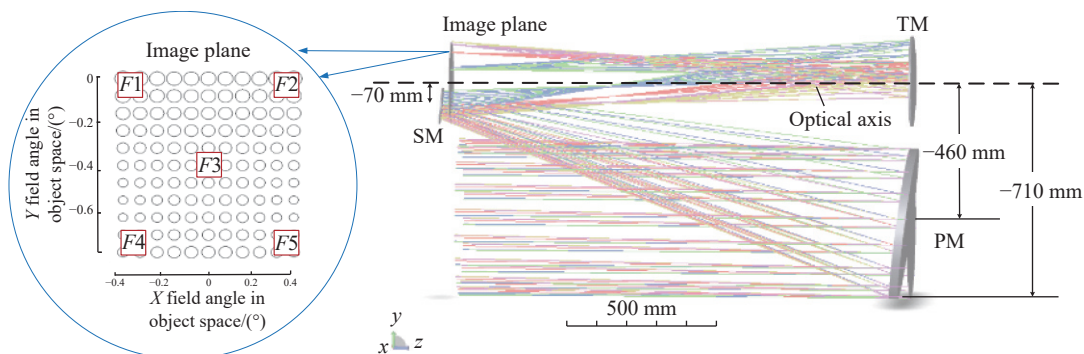 Image plane
F1
F2
F3
F4
F5
0
−0.2
−0.4
−0.6
Y field angle in
object space/(°)
−0.4
−0.2
0
0.2
0.4
X field angle in
object space/(°)
Image plane
TM
−70 mm
SM
Optical axis
−460 mm
−710 mm
PM
500 mm
y
x
z